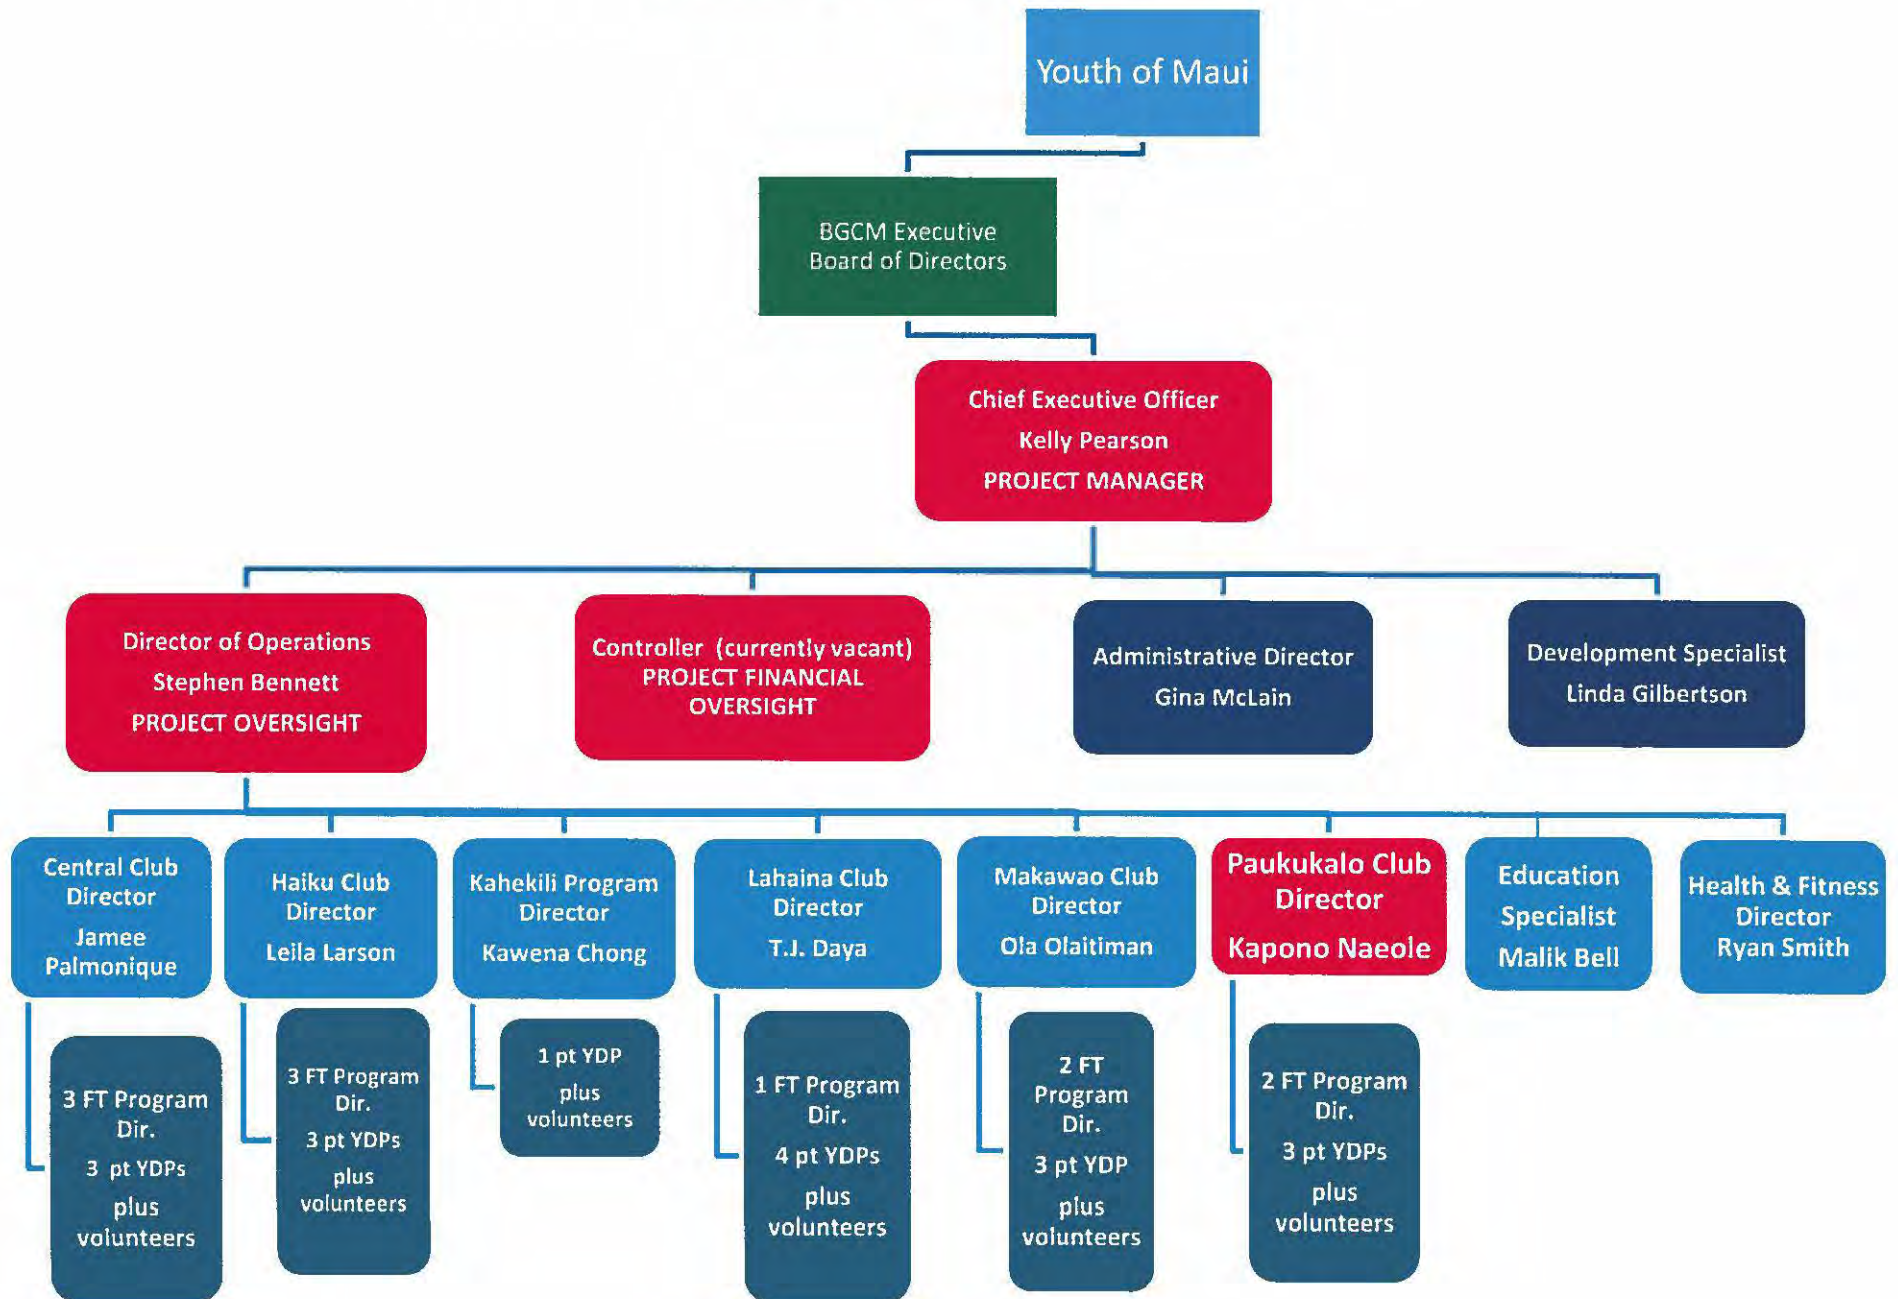 Youth of Maui
BGCM Executive
Board of Directors
Chief Executive Officer
Kelly Pearson
PROJECT MANAGER
Director of Operations
Stephen Bennett
PROJECT OVERSIGHT
Controller (currently vacant)
PROJECT FINANCIAL
OVERSIGHT
Administrative Director
Gina McLain
Development Specialist
Linda Gilbertson
Central Club
Director
Jamee
Palmonique
Haiku Club
Director
Leila Larson
Kahekili Program
Director
Kawena Chong
Lahaina Club
Director
T.J. Daya
Makawao Club
Director
Ola Olaitiman
Paukukalo Club
Director
Kapono Naeole
Education
Specialist
Malik Bell
Health & Fitness
Director
Ryan Smith
3 FT Program
Dir.
3 pt YDPs
plus
volunteers
3 FT Program
Dir.
3 pt YDPs
plus
volunteers
1 pt YDP
plus
volunteers
1 FT Program
Dir.
4 pt YDPs
plus
volunteers
2 FT
Program
Dir.
3 pt YDP
plus
volunteers
2 FT Program
Dir.
3 pt YDPs
plus
volunteers